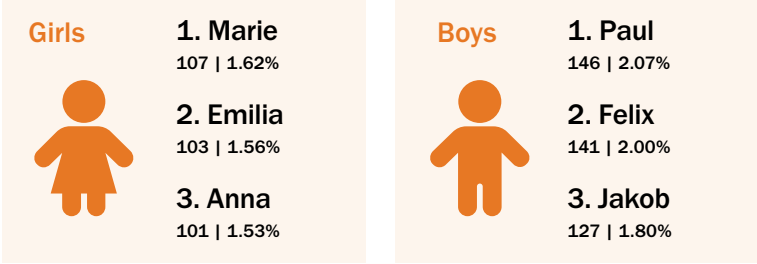 Girls
1. Marie
107 | 1.62%
2. Emilia
103 | 1.56%
3. Anna
101 | 1.53%
Boys
1. Paul
146 | 2.07%
2. Felix
141 | 2.00%
3. Jakob
127 | 1.80%